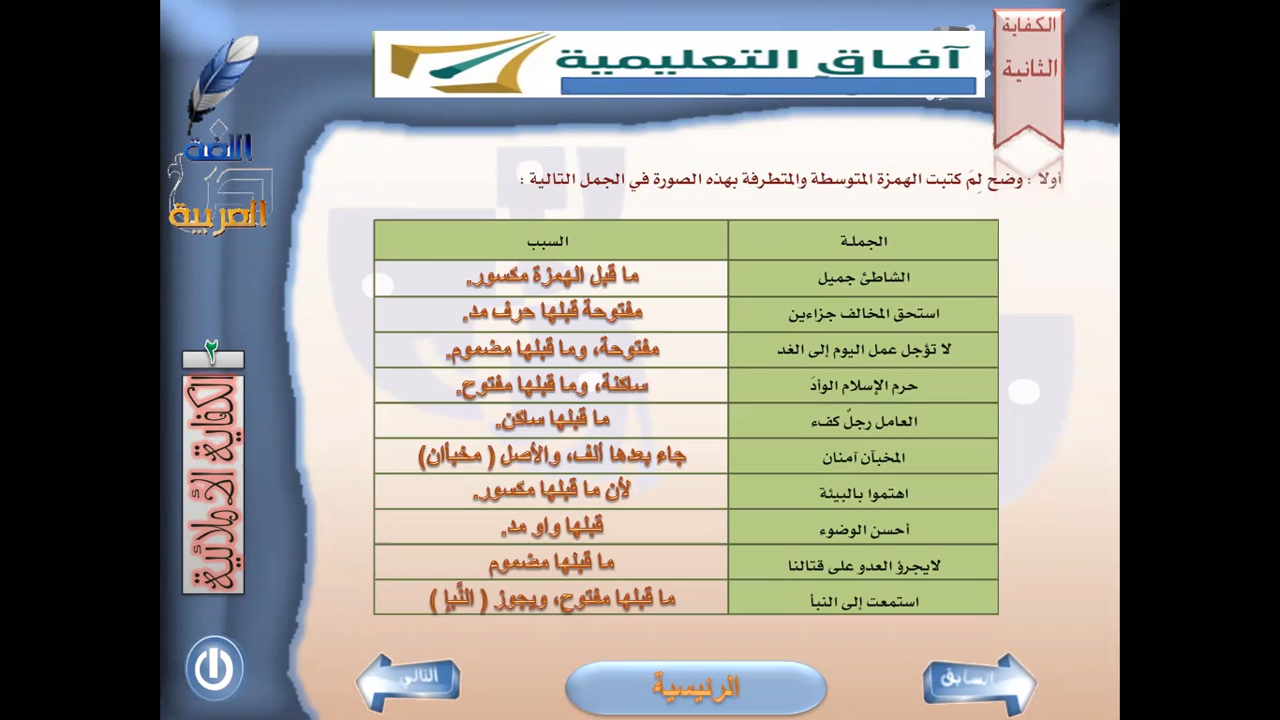 الكفاية
الثانية
آفاق التعليمية
اللغة
العربية
أولا : وضح لِمَ كتبت الهمزة المتوسطة والمتطرفة بهذه الصورة في الجمل التالية :
الجملة السبب
الشاطئ جميل ما قبل الهمزة مكسور.
استحق المخالف جزاءين مفتوحة قبلها حرف مد.
لا تؤجل عمل اليوم إلى الغد مفتوحة، وما قبلها مضموم.
حرم الإسلام الوأدَ ساكنة، وما قبلها مفتوح.
العامل رجلٌ كفء ما قبلها ساكن.
المخبآن آمنان جاء بعدها ألف، والأصل ( مخبأان)
اهتموا بالبيئة لأن ما قبلها مكسور.
أحسن الوضوء قبلها واو مد.
لايجرؤ العدو على قتالنا ما قبلها مضموم
استمعت إلى النبأ ما قبلها مفتوح، ويجوز ( النَّبإ )
٢
الكفاية الأملائية
السابق
الرئيسية
التالي